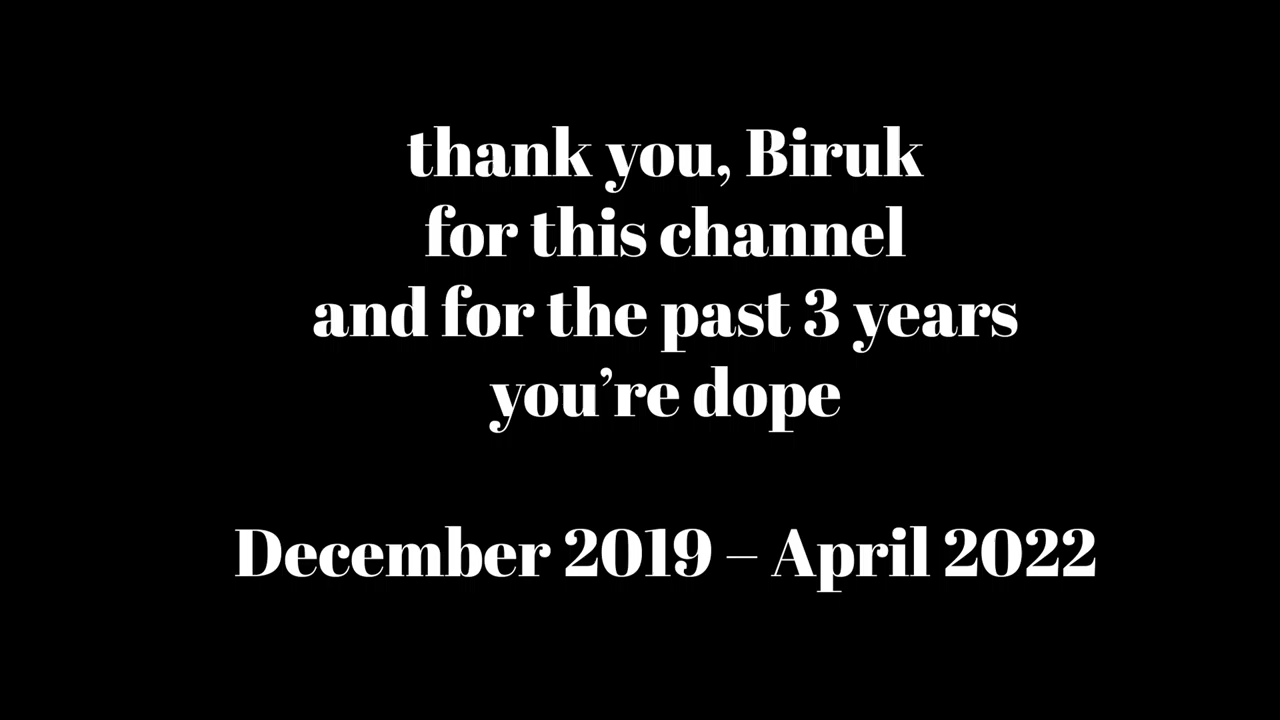 thank you, Biruk
for this channel
and for the past 3 years
you’re dope
December 2019 – April 2022